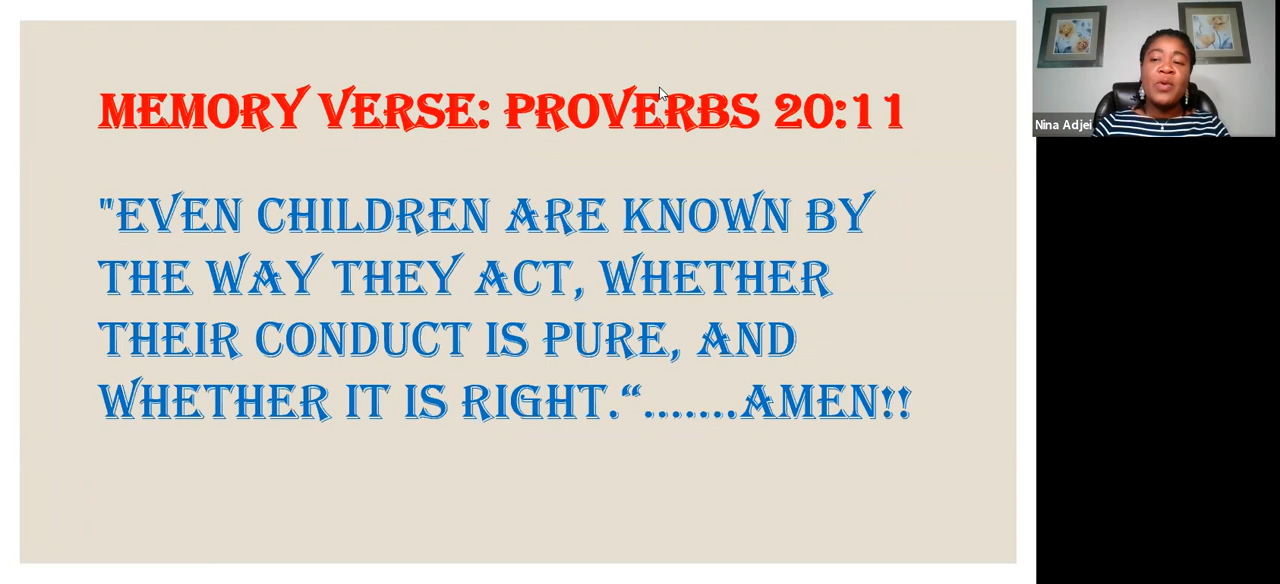 MEMORY VERSE: PROVERBS 20:11
"EVEN CHILDREN ARE KNOWN BY
THE WAY THEY ACT, WHETHER
THEIR CONDUCT IS PURE, AND
WHETHER IT IS RIGHT.“.......AMEN!!
Nina Adjei